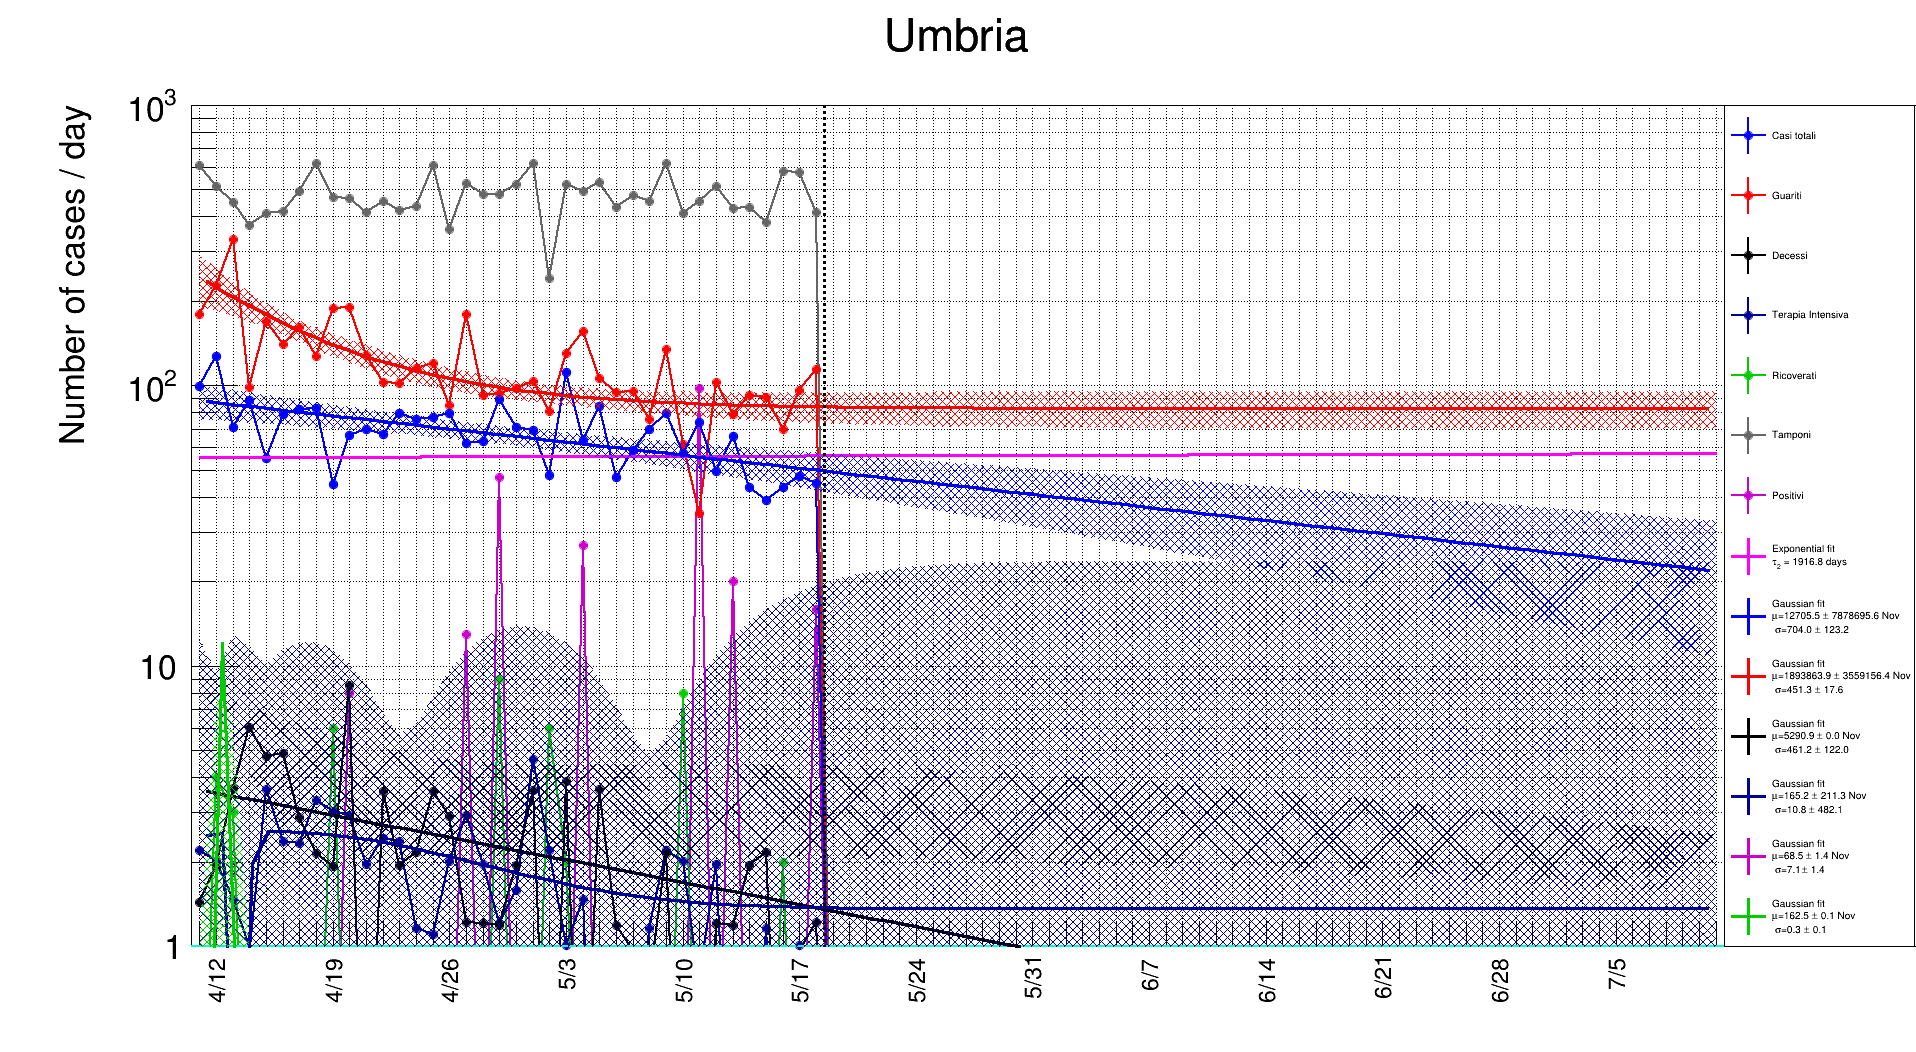 Umbria
Number of cases / day
10³
10²
10
1
4/12
4/19
4/26
5/3
5/10
5/17
5/24
5/31
6/7
6/14
6/21
6/28
7/5
Casi totali
Guariti
Decessi
Terapia Intensiva
Ricoverati
Tamponi
Positivi
Exponential fit
τ₂ = 1916.8 days
Gaussian fit
μ=12705.5 ± 7878695.6 Nov
σ=704.0 ± 123.2
Gaussian fit
μ=1893863.9 ± 3559156.4 Nov
σ=451.3 ± 17.6
Gaussian fit
μ=5290.9 ± 0.0 Nov
σ=461.2 ± 122.0
Gaussian fit
μ=165.2 ± 211.3 Nov
σ=10.8 ± 482.1
Gaussian fit
μ=68.5 ± 1.4 Nov
σ=7.1 ± 1.4
Gaussian fit
μ=162.5 ± 0.1 Nov
σ=0.3 ± 0.1